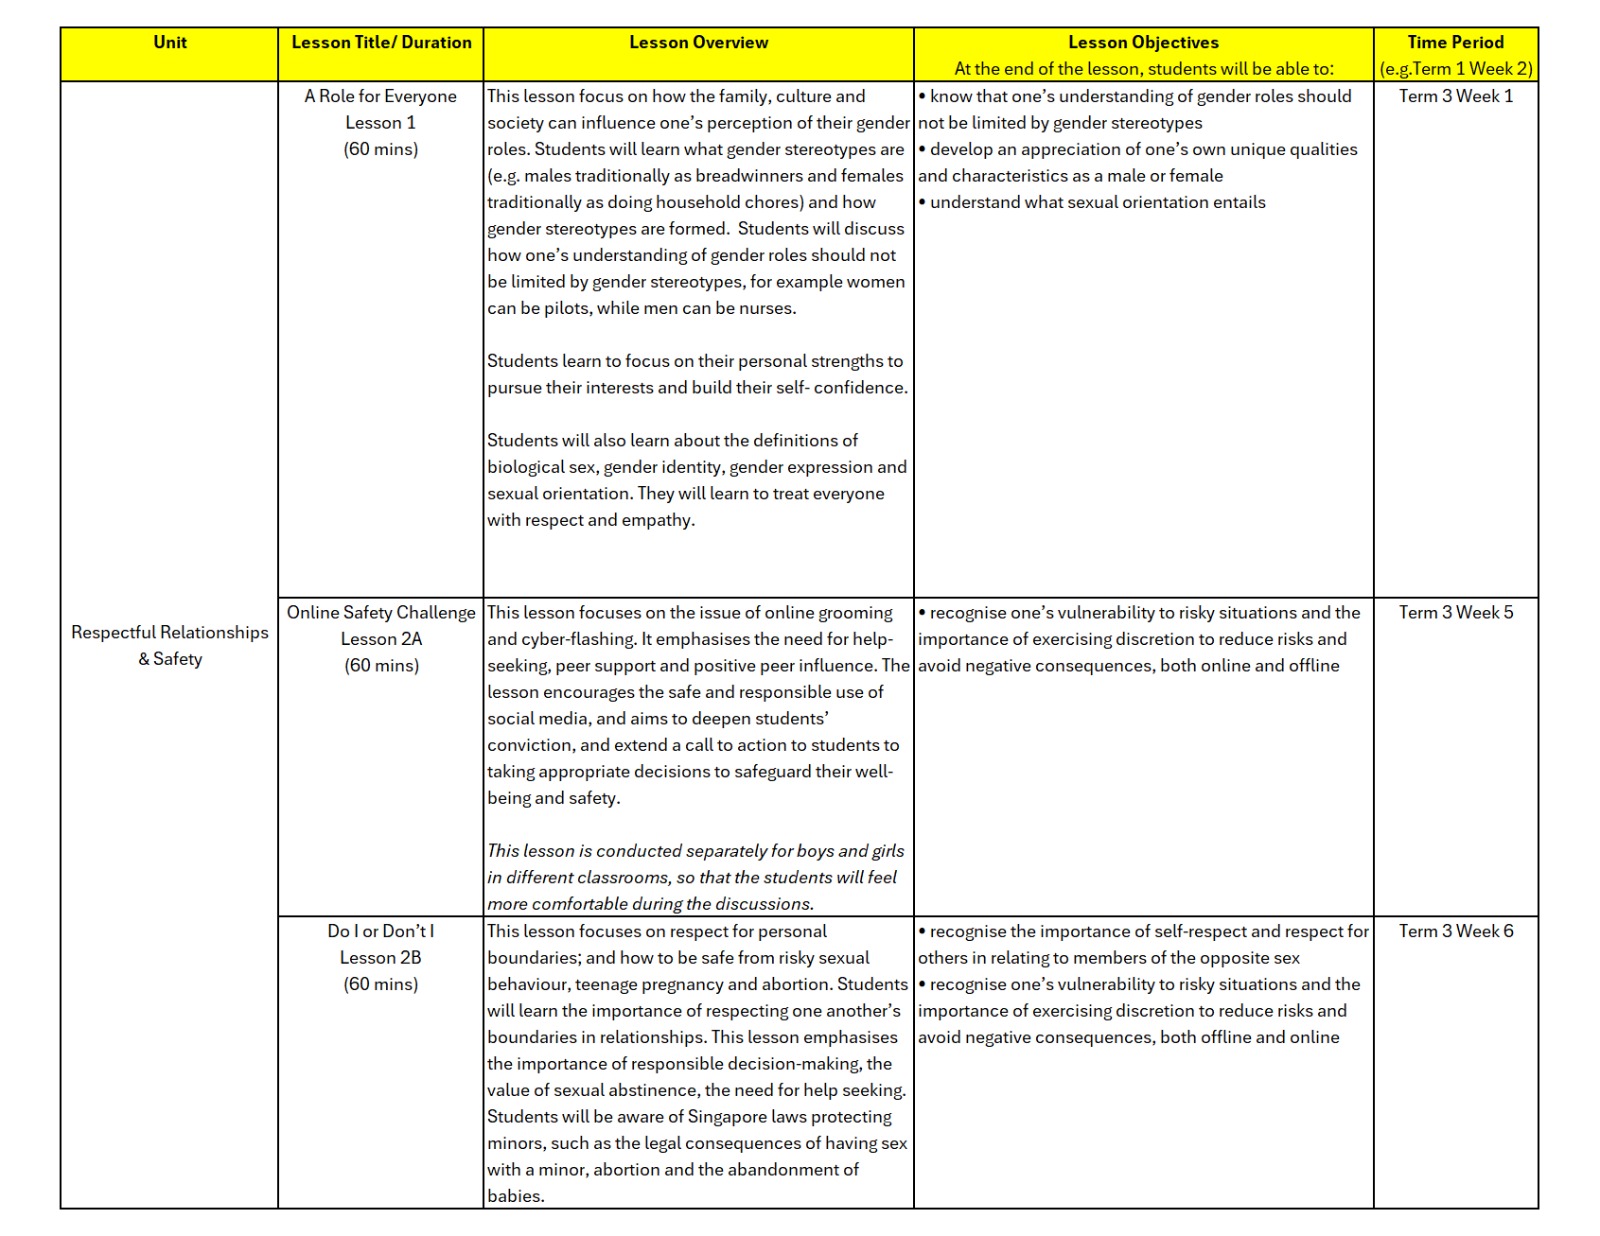 Unit
Lesson Title/ Duration
Lesson Overview
Lesson Objectives
At the end of the lesson, students will be able to:
Time Period
(e.g.Term 1 Week 2)
Respectful Relationships
& Safety
A Role for Everyone
Lesson 1
(60 mins)
This lesson focus on how the family, culture and
society can influence one’s perception of their gender
roles. Students will learn what gender stereotypes are
(e.g. males traditionally as breadwinners and females
traditionally as doing household chores) and how
gender stereotypes are formed.  Students will discuss
how one’s understanding of gender roles should not
be limited by gender stereotypes, for example women
can be pilots, while men can be nurses.
Students learn to focus on their personal strengths to
pursue their interests and build their self- confidence.
Students will also learn about the definitions of
biological sex, gender identity, gender expression and
sexual orientation. They will learn to treat everyone
with respect and empathy.
• know that one’s understanding of gender roles should
not be limited by gender stereotypes
• develop an appreciation of one’s own unique qualities
and characteristics as a male or female
• understand what sexual orientation entails
Term 3 Week 1
Online Safety Challenge
Lesson 2A
(60 mins)
This lesson focuses on the issue of online grooming
and cyber-flashing. It emphasises the need for help-
seeking, peer support and positive peer influence. The
lesson encourages the safe and responsible use of
social media, and aims to deepen students’
conviction, and extend a call to action to students to
taking appropriate decisions to safeguard their well-
being and safety.
This lesson is conducted separately for boys and girls
in different classrooms, so that the students will feel
more comfortable during the discussions.
• recognise one’s vulnerability to risky situations and the
importance of exercising discretion to reduce risks and
avoid negative consequences, both online and offline
Term 3 Week 5
Do I or Don’t I
Lesson 2B
(60 mins)
This lesson focuses on respect for personal
boundaries; and how to be safe from risky sexual
behaviour, teenage pregnancy and abortion. Students
will learn the importance of respecting one another’s
boundaries in relationships. This lesson emphasises
the importance of responsible decision-making, the
value of sexual abstinence, the need for help seeking.
Students will be aware of Singapore laws protecting
minors, such as the legal consequences of having sex
with a minor, abortion and the abandonment of
babies.
• recognise the importance of self-respect and respect for
others in relating to members of the opposite sex
• recognise one’s vulnerability to risky situations and the
importance of exercising discretion to reduce risks and
avoid negative consequences, both offline and online
Term 3 Week 6